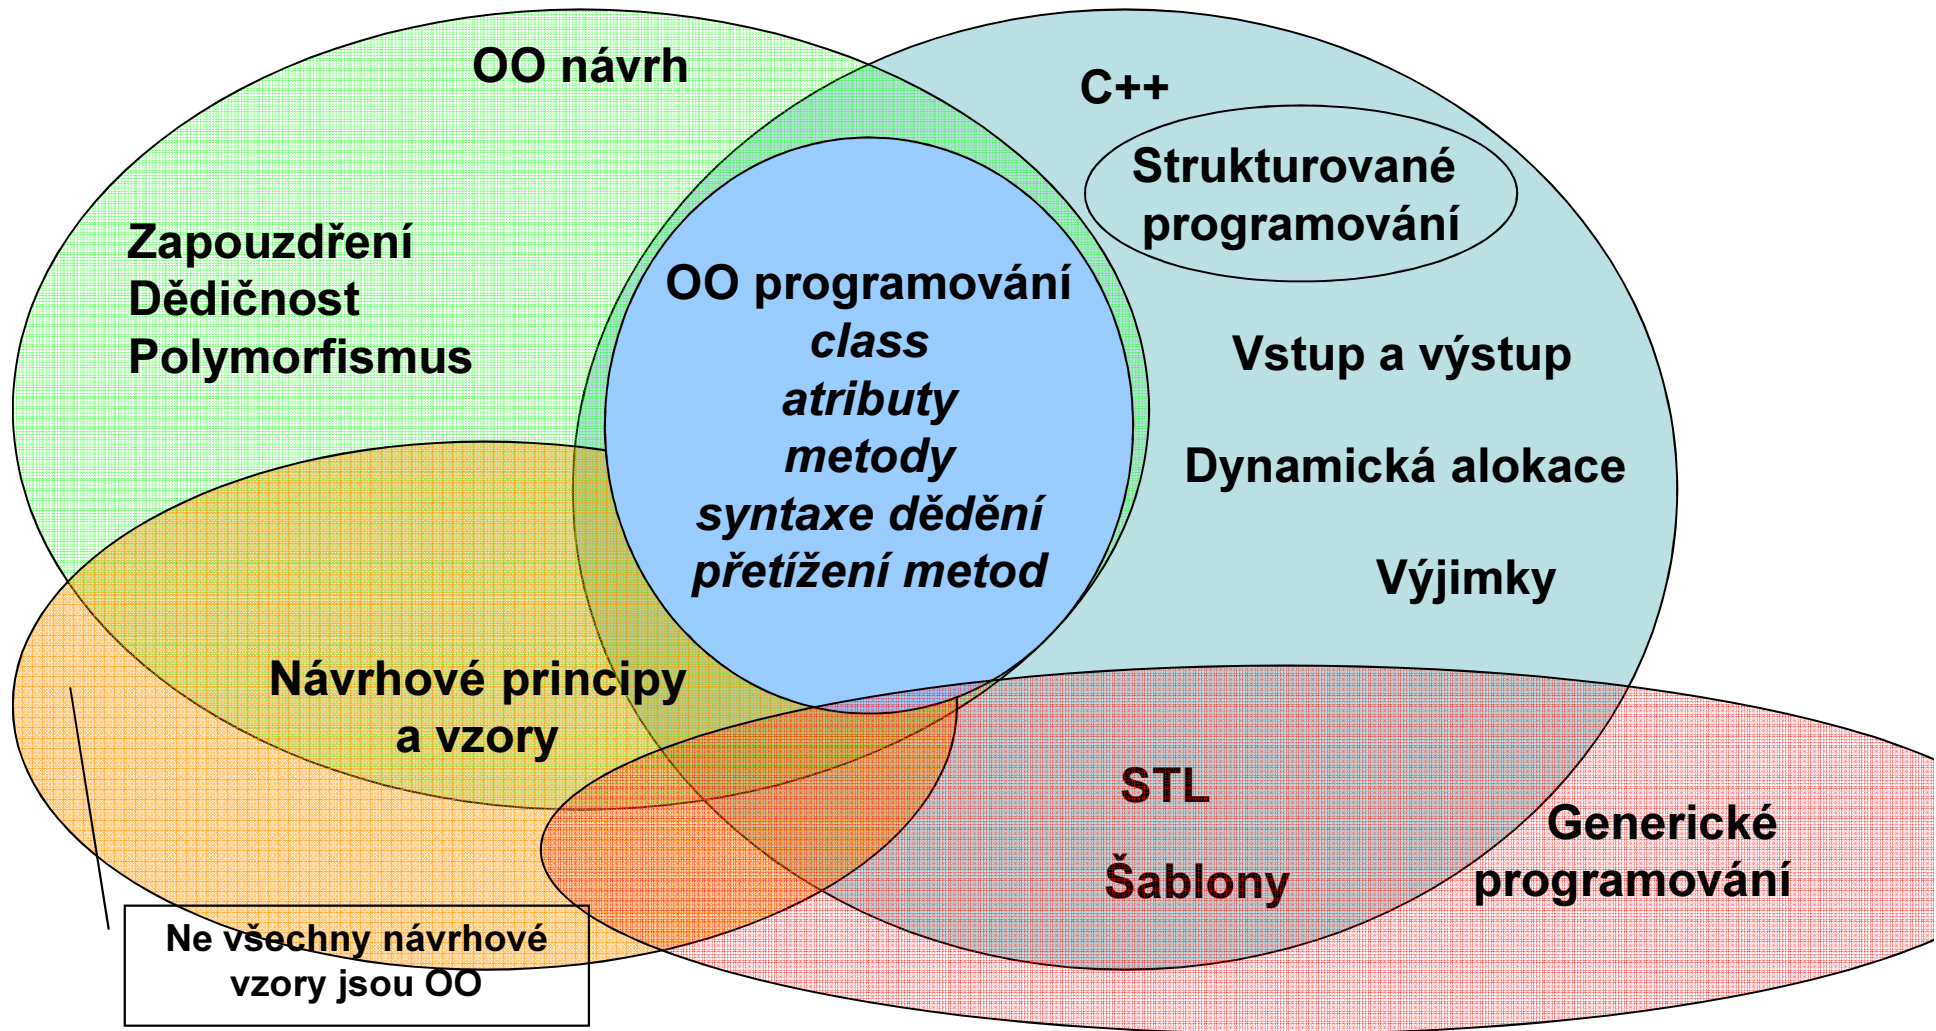 OO návrh
C++
Strukturované
programování
Zapouzdření
Dědičnost
Polymorfismus
OO programování
class
atributy
metody
syntaxe dědění
přetížení metod
Vstup a výstup
Dynamická alokace
Výjimky
Návrhové principy
a vzory
STL
Šablony
Generické
programování
Ne všechny návrhové
vzory jsou OO